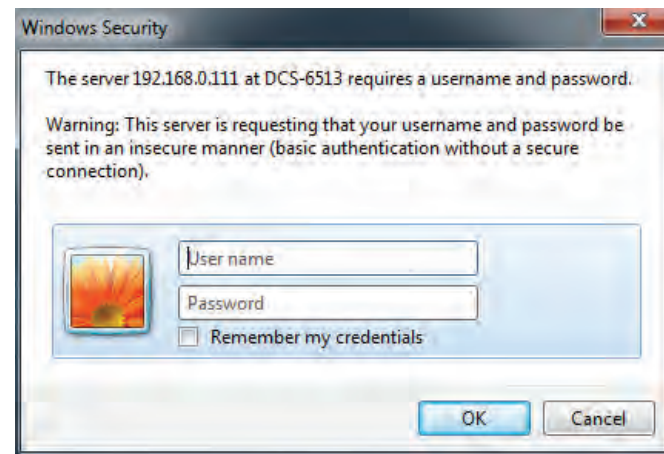 Windows Security
The server 192.168.0.111 at DCS-6513 requires a username and password.
Warning: This server is requesting that your username and password be
sent in an insecure manner (basic authentication without a secure
connection).
User name
Password
Remember my credentials
OK Cancel